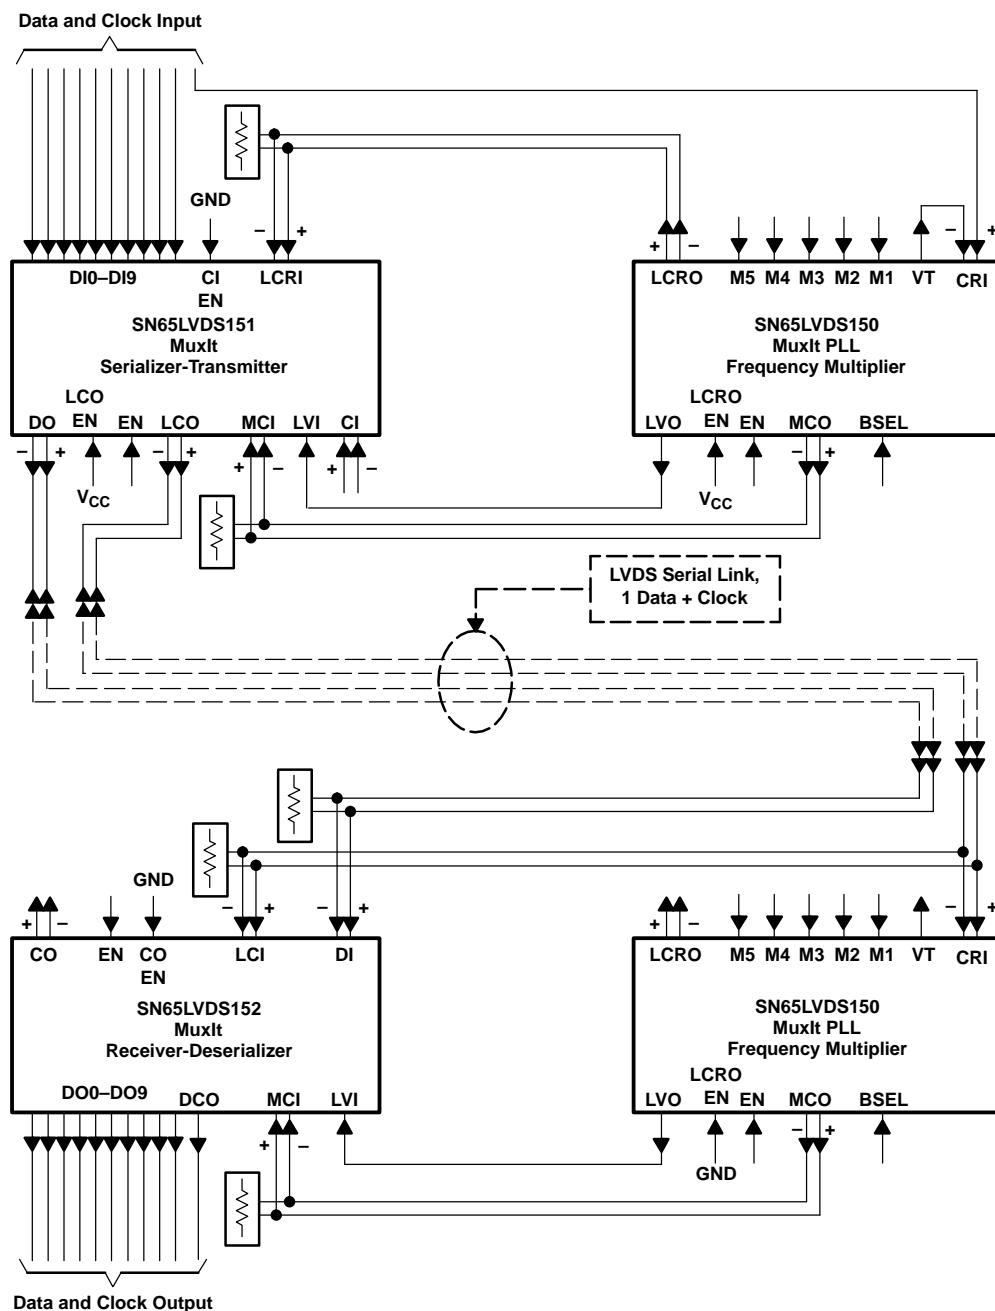 Data and Clock Input
GND
– +
+ –
– +
DI0–DI9 CI LCRI
EN
SN65LVDS151
MuxIt
Serializer-Transmitter
LCO
DO EN EN LCO MCI LVI CI
– + – + + – + –
VCC
LCRO M5 M4 M3 M2 M1 VT CRI
SN65LVDS150
MuxIt PLL
Frequency Multiplier
LCRO
LVO EN EN MCO BSEL
– +
VCC
LVDS Serial Link,
1 Data + Clock
GND
+ – – + – +
CO EN CO LCI DI
EN
SN65LVDS152
MuxIt
Receiver-Deserializer
DO0–DO9 DCO MCI LVI
+ –
+ – – +
LCRO M5 M4 M3 M2 M1 VT CRI
SN65LVDS150
MuxIt PLL
Frequency Multiplier
LCRO
LVO EN EN MCO BSEL
– +
GND
Data and Clock Output